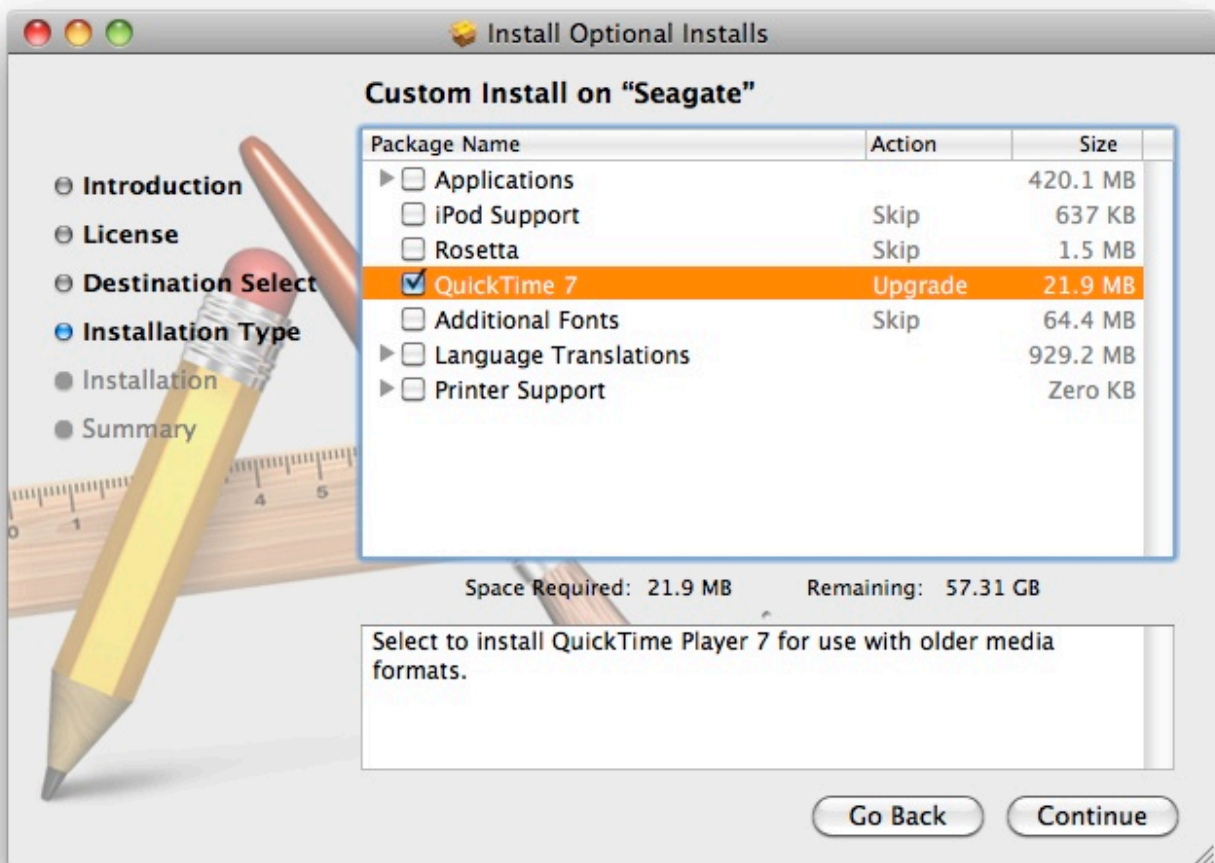 Install Optional Installs
Custom Install on “Seagate”
Introduction
License
Destination Select
Installation Type
Installation
Summary
Package Name Action Size
Applications 420.1 MB
iPod Support Skip 637 KB
Rosetta Skip 1.5 MB
QuickTime 7 Upgrade 21.9 MB
Additional Fonts Skip 64.4 MB
Language Translations 929.2 MB
Printer Support Zero KB
0 1 4 5
Space Required: 21.9 MB Remaining: 57.31 GB
Select to install QuickTime Player 7 for use with older media
formats.
Go Back Continue